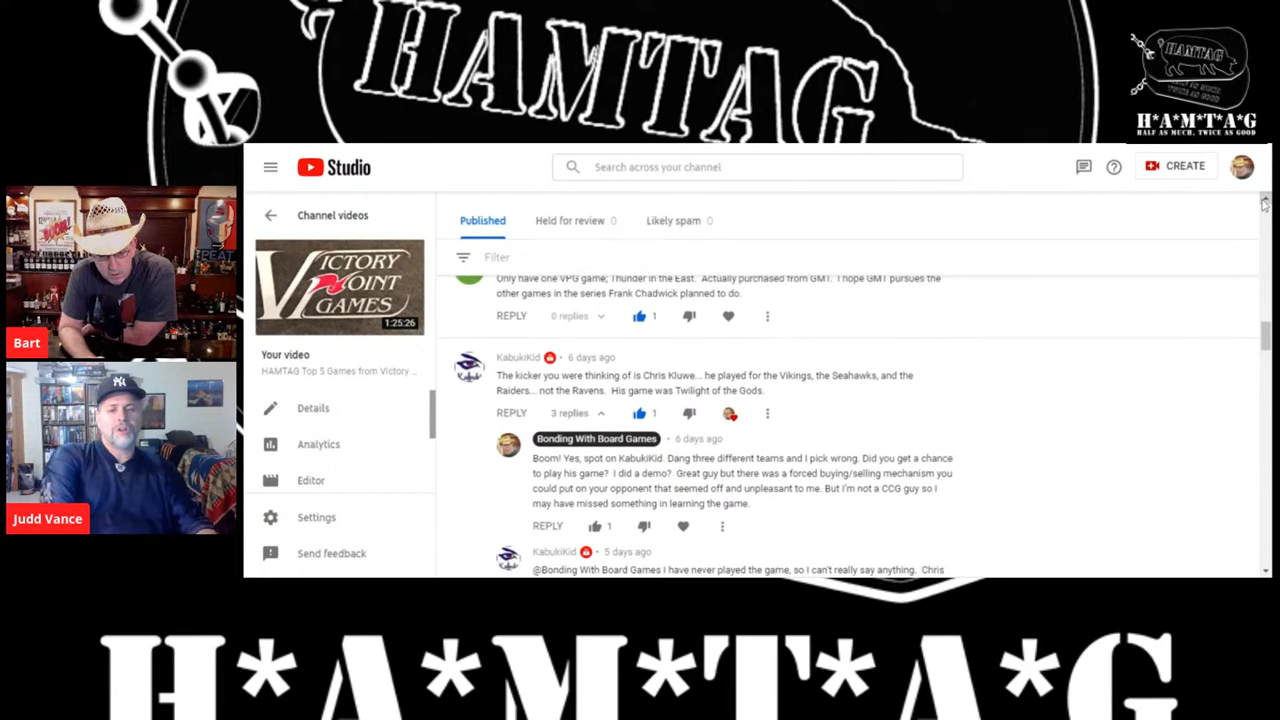 HAMTAG
HAMTAG
H*A*M*T*A*G
HALF AS MUCH, TWICE AS GOOD
Studio
Search across your channel
CREATE
Channel videos
VICTORY
POINT
GAMES
1:25:26
Your video
HAMTAG Top 5 Games from Victory ...
Details
Analytics
Editor
Settings
Send feedback
Published
Held for review 0
Likely spam 0
Filter
Only have one VPG game; Thunder in the East. Actually purchased from GMT. I hope GMT pursues the
other games in the series Frank Chadwick planned to do.
REPLY 0 replies 1
KabukiKid • 6 days ago
The kicker you were thinking of is Chris Kluwe... he played for the Vikings, the Seahawks, and the
Raiders... not the Ravens. His game was Twilight of the Gods.
REPLY 3 replies 1
Bonding With Board Games • 6 days ago
Boom! Yes, spot on KabukiKid. Dang three different teams and I pick wrong. Did you get a chance
to play his game? I did a demo? Great guy but there was a forced buying/selling mechanism you
could put on your opponent that seemed off and unpleasant to me. But I'm not a CCG guy so I
may have missed something in learning the game.
REPLY 1
KabukiKid • 5 days ago
@Bonding With Board Games I have never played the game, so I can't really say anything. Chris
Bart
Judd Vance
H*A*M*T*A*G